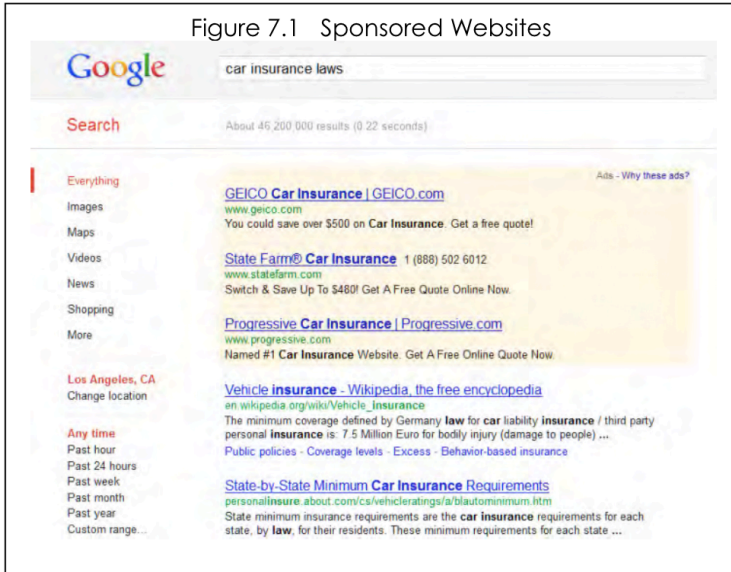 Figure 7.1 Sponsored Websites
Google
car insurance laws
Search
About 46,200,000 results (0.22 seconds)
Everything
Images
Maps
Videos
News
Shopping
More
Los Angeles, CA
Change location
Any time
Past hour
Past 24 hours
Past week
Past month
Past year
Custom range...
Ads - Why these ads?
GEICO Car Insurance | GEICO.com
www.geico.com
You could save over $500 on Car Insurance. Get a free quote!
State Farm® Car Insurance 1 (888) 502 6012
www.statefarm.com
Switch & Save Up To $480! Get A Free Quote Online Now.
Progressive Car Insurance | Progressive.com
www.progressive.com
Named #1 Car Insurance Website. Get A Free Online Quote Now.
Vehicle insurance - Wikipedia, the free encyclopedia
en.wikipedia.org/wiki/Vehicle_insurance
The minimum coverage defined by Germany law for car liability insurance / third party
personal insurance is: 7.5 Million Euro for bodily injury (damage to people) ...
Public policies - Coverage levels - Excess - Behavior-based insurance
State-by-State Minimum Car Insurance Requirements
personalinsure.about.com/cs/vehicleratings/a/blautominimum.htm
State minimum insurance requirements are the car insurance requirements for each
state, by law, for their residents. These minimum requirements for each state ...